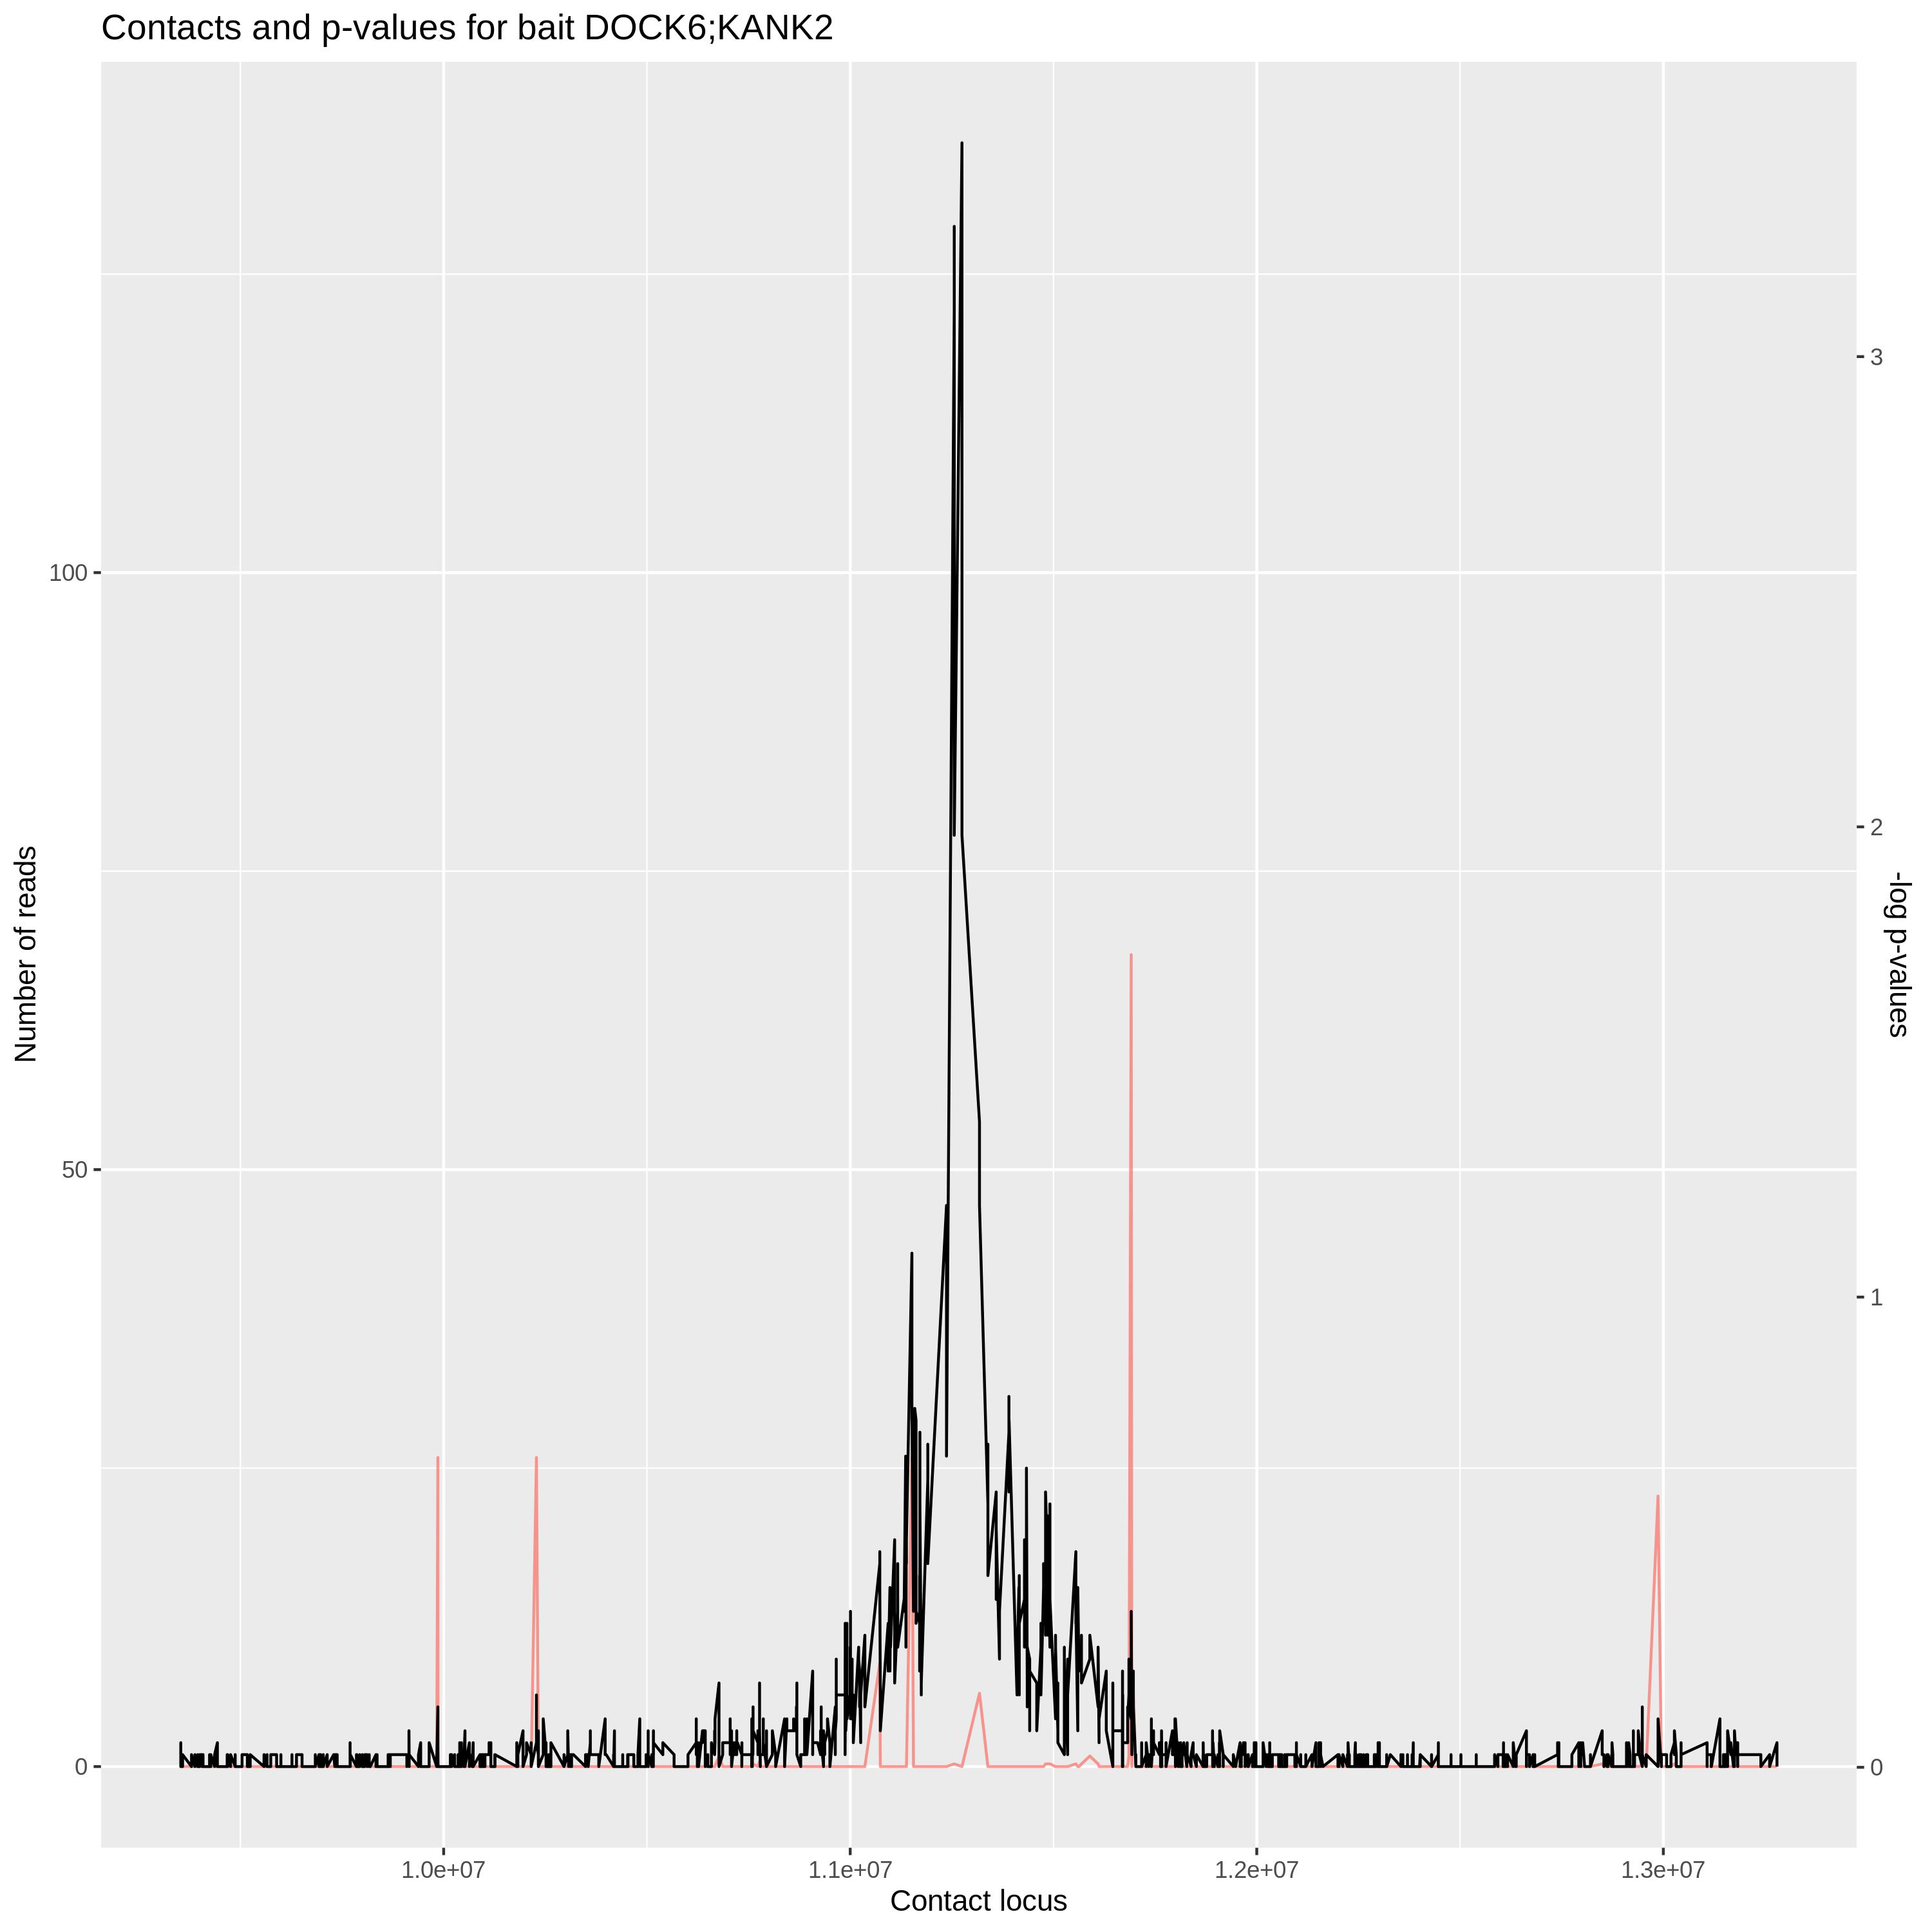 Contacts and p-values for bait DOCK6;KANK2
Number of reads
100
50
0
3
2
1
0
-log p-values
1.0e+07
1.1e+07
1.2e+07
1.3e+07
Contact locus